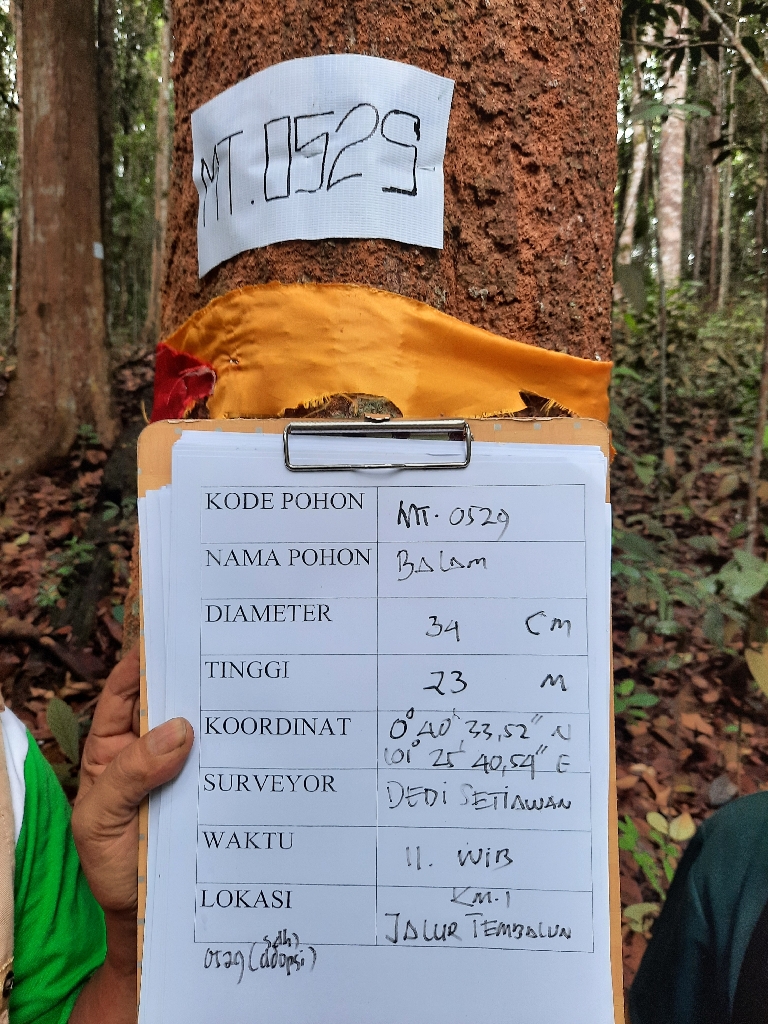 MT.0529
KODE POHON MT. 0529
NAMA POHON BALAM
DIAMETER 34 Cm
TINGGI 23 M
KOORDINAT 0° 40' 33,52" N
101° 25' 40,54" E
SURVEYOR DEDI SETIAWAN
WAKTU 11. WIB
LOKASI KM.1
JALUR TEMBALUN
0529 (sdh diadopsi)